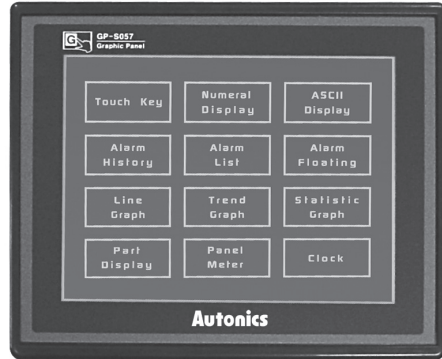 GP-S057
Graphic Panel
Touch Key
Numeral
Display
ASCII
Display
Alarm
History
Alarm
List
Alarm
Floating
Line
Graph
Trend
Graph
Statistic
Graph
Part
Display
Panel
Meter
Clock
Autonics